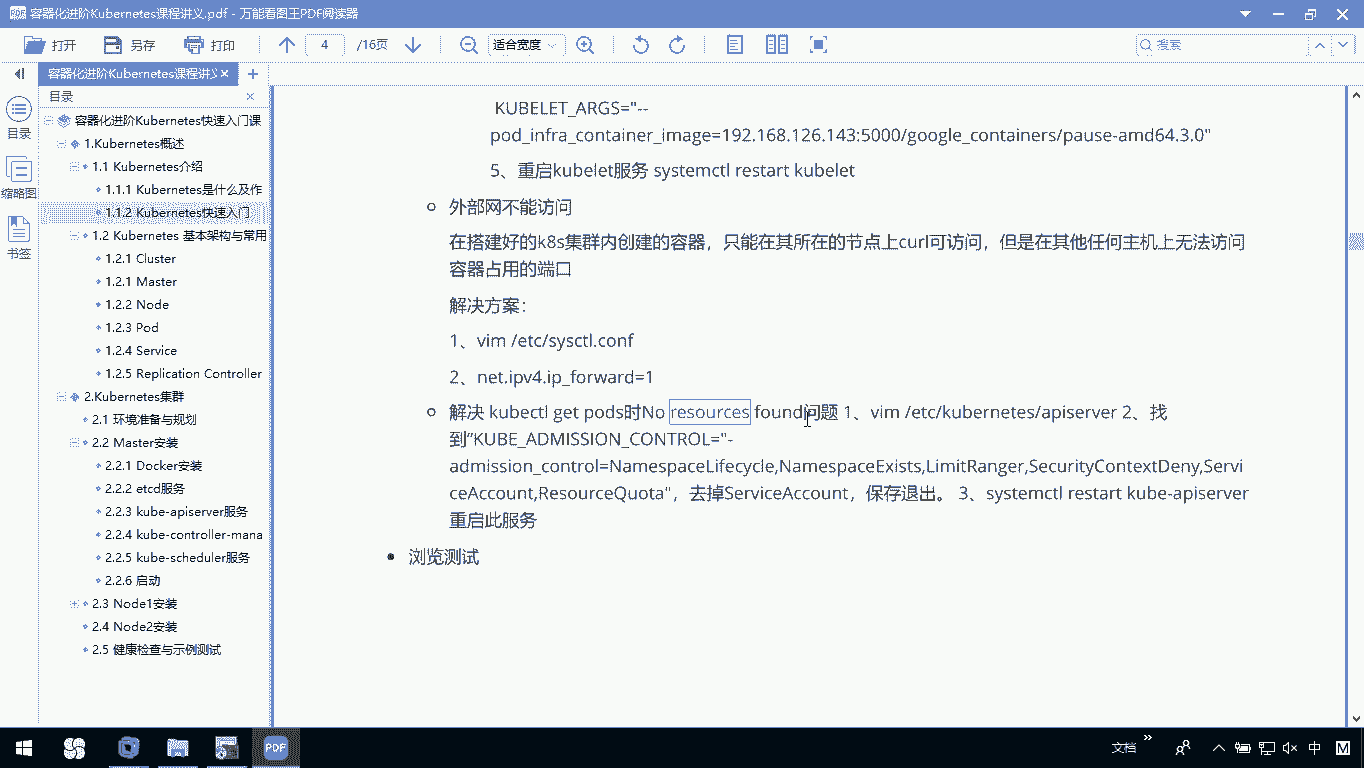 容器化进阶Kubernetes课程讲义.pdf - 万能看图王PDF阅读器
打开 另存 打印 4 /16页 适合宽度 搜索
容器化进阶Kubernetes课程讲义
目录
目录
缩略图
书签
容器化进阶Kubernetes快速入门课
1.Kubernetes概述
1.1 Kubernetes介绍
1.1.1 Kubernetes是什么及作
1.1.2 Kubernetes快速入门
1.2 Kubernetes 基本架构与常用
1.2.1 Cluster
1.2.1 Master
1.2.2 Node
1.2.3 Pod
1.2.4 Service
1.2.5 Replication Controller
2.Kubernetes集群
2.1 环境准备与规划
2.2 Master安装
2.2.1 Docker安装
2.2.2 etcd服务
2.2.3 kube-apiserver服务
2.2.4 kube-controller-mana
2.2.5 kube-scheduler服务
2.2.6 启动
2.3 Node1安装
2.4 Node2安装
2.5 健康检查与示例测试
KUBELET_ARGS="--
pod_infra_container_image=192.168.126.143:5000/google_containers/pause-amd64.3.0"
5、重启kubelet服务 systemctl restart kubelet
外部网不能访问
在搭建好的k8s集群内创建的容器，只能在其所在的节点上curl可访问，但是在其他任何主机上无法访问
容器占用的端口
解决方案：
1、vim /etc/sysctl.conf
2、net.ipv4.ip_forward=1
解决 kubectl get pods时No resources found问题 1、vim /etc/kubernetes/apiserver 2、找
到"KUBE_ADMISSION_CONTROL="-
admission_control=NamespaceLifecycle,NamespaceExists,LimitRanger,SecurityContextDeny,Servi
ceAccount,ResourceQuota"，去掉ServiceAccount，保存退出。 3、systemctl restart kube-apiserver
重启此服务
浏览测试
PDF 文档 中 M